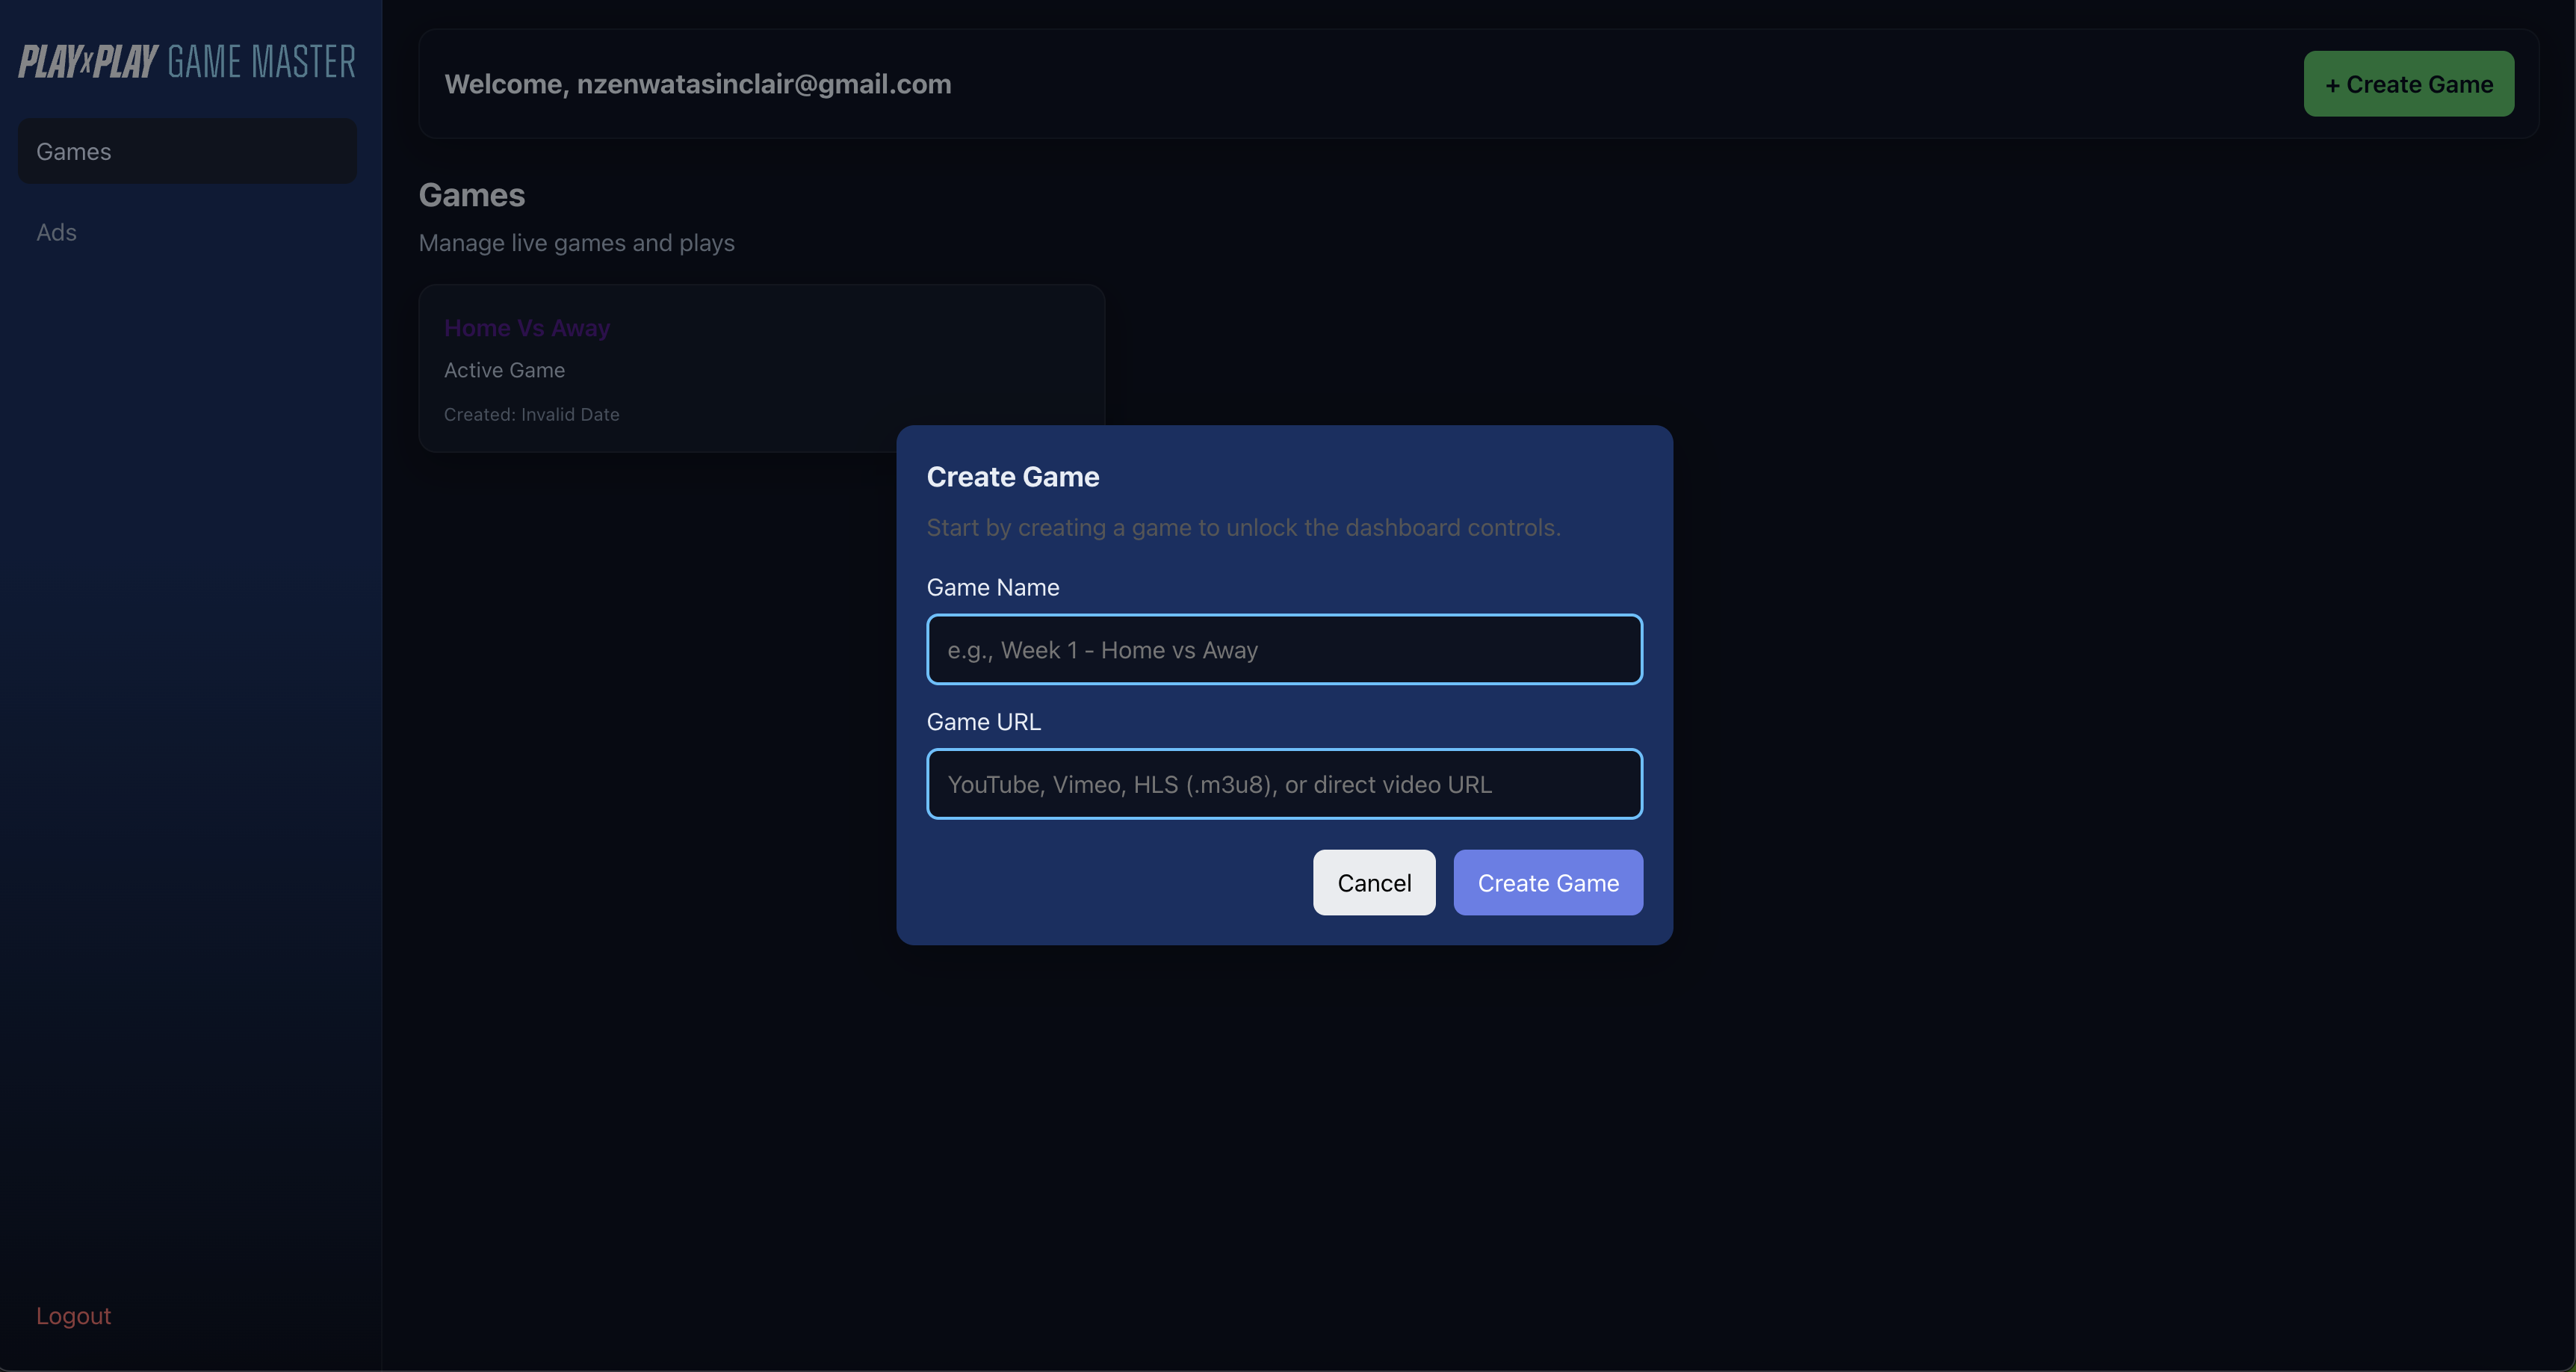 PLAYxPLAY GAME MASTER
Games
Ads
Logout
Welcome, nzenwatasinclair@gmail.com
+ Create Game
Games
Manage live games and plays
Home Vs Away
Active Game
Created: Invalid Date
Create Game
Start by creating a game to unlock the dashboard controls.
Game Name
e.g., Week 1 - Home vs Away
Game URL
YouTube, Vimeo, HLS (.m3u8), or direct video URL
Cancel
Create Game